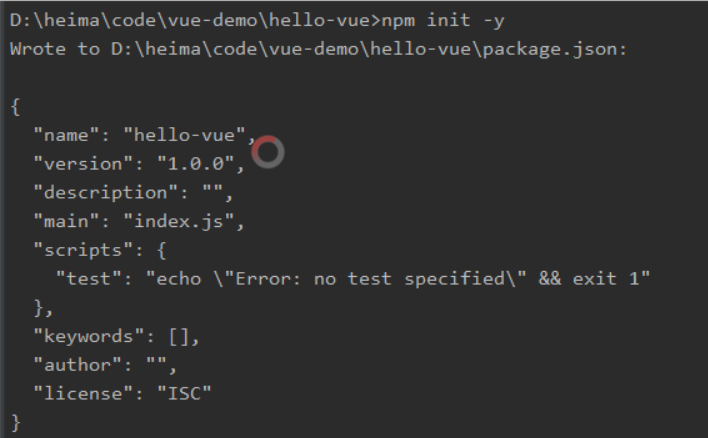 D:\heima\code\vue-demo\hello-vue>npm init -y
Wrote to D:\heima\code\vue-demo\hello-vue\package.json:
{
"name": "hello-vue",
"version": "1.0.0",
"description": "",
"main": "index.js",
"scripts": {
"test": "echo \"Error: no test specified\" && exit 1"
},
"keywords": [],
"author": "",
"license": "ISC"
}